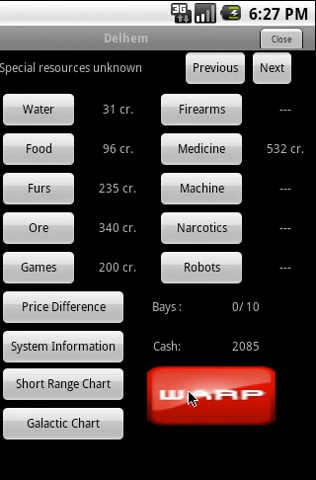 3G 6:27 PM
Delhem Close
Special resources unknown Previous Next
Water 31 cr. Firearms ---
Food 96 cr. Medicine 532 cr.
Furs 235 cr. Machine ---
Ore 340 cr. Narcotics ---
Games 200 cr. Robots ---
Price Difference Bays : 0/ 10
System Information Cash: 2085
Short Range Chart
WARP
Galactic Chart